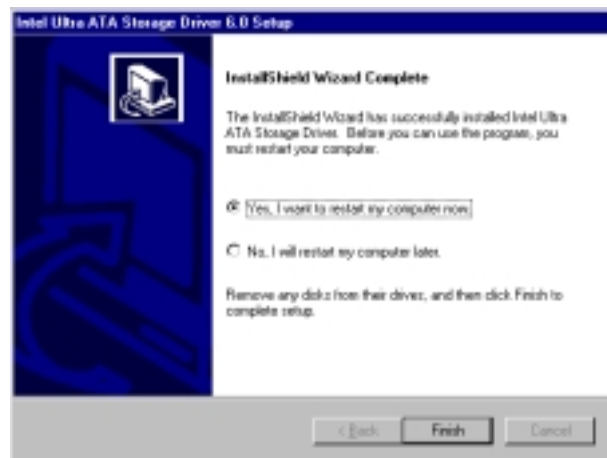 Intel Ultra ATA Storage Driver 6.0 Setup
InstallShield Wizard Complete
The InstallShield Wizard has successfully installed Intel Ultra
ATA Storage Driver. Before you can use the program, you
must restart your computer.
Yes, I want to restart my computer now.
No, I will restart my computer later.
Remove any disks from their drives, and then click Finish to
complete setup.
< Back
Finish
Cancel